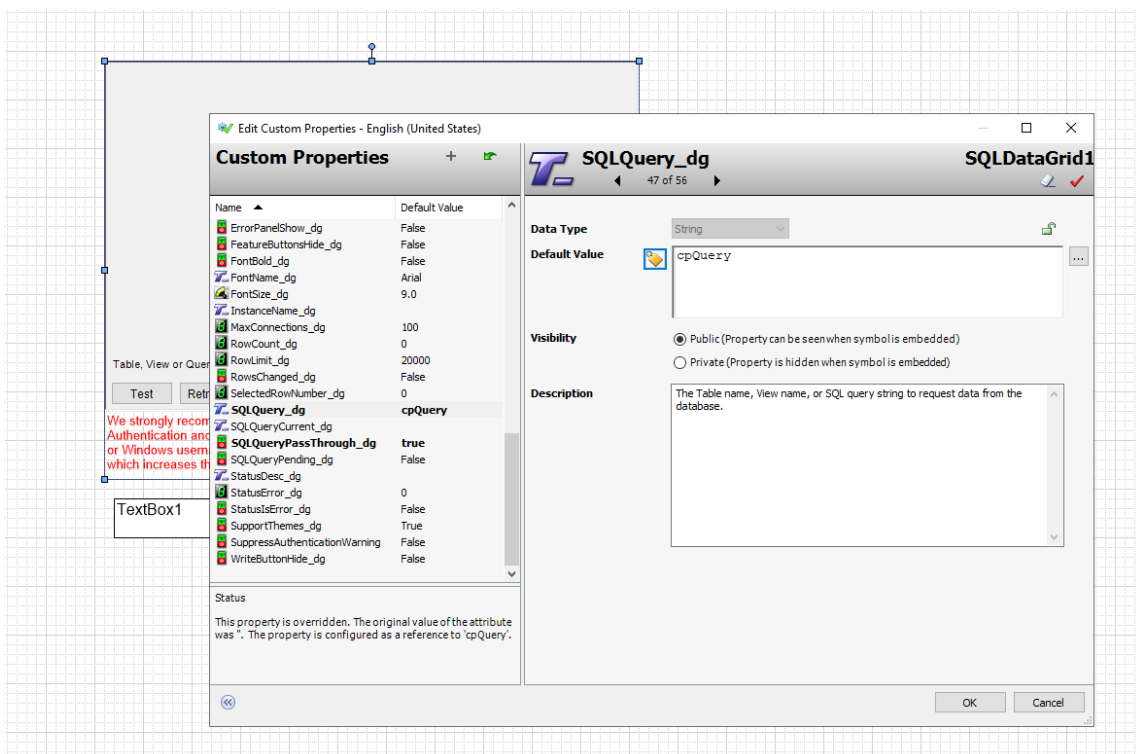 Edit Custom Properties - English (United States)
Custom Properties
SQLQuery_dg
SQLDataGrid1
47 of 56
Name Default Value
ErrorPanelShow_dg False
FeatureButtonsHide_dg False
FontBold_dg False
FontName_dg Arial
FontSize_dg 9.0
InstanceName_dg
MaxConnections_dg 100
RowCount_dg 0
RowLimit_dg 20000
RowsChanged_dg False
SelectedRowNumber_dg 0
SQLQuery_dg cpQuery
SQLQueryCurrent_dg
SQLQueryPassThrough_dg true
SQLQueryPending_dg False
StatusDesc_dg
StatusError_dg 0
StatusIsError_dg False
SupportThemes_dg True
SuppressAuthenticationWarning False
WriteButtonHide_dg False
Status
This property is overridden. The original value of the attribute
was ''. The property is configured as a reference to 'cpQuery'.
Data Type String
Default Value cpQuery
...
Visibility
Public (Property can be seen when symbol is embedded)
Private (Property is hidden when symbol is embedded)
Description
The Table name, View name, or SQL query string to request data from the
database.
OK Cancel
Table, View or Quer
Test Retr
We strongly recom
Authentication and
or Windows usern
which increases th
TextBox1